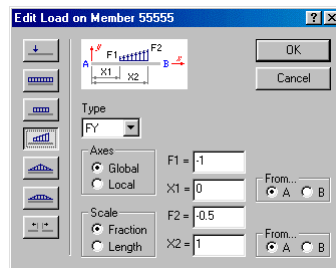 Edit Load on Member 55555
y F1 F2
A B x
X1
X2
OK
Cancel
Type
FY
Axes
Global
Local
Scale
Fraction
Length
F1 = -1
X1 = 0
From...
A B
F2 = -0.5
X2 = 1
From...
A B